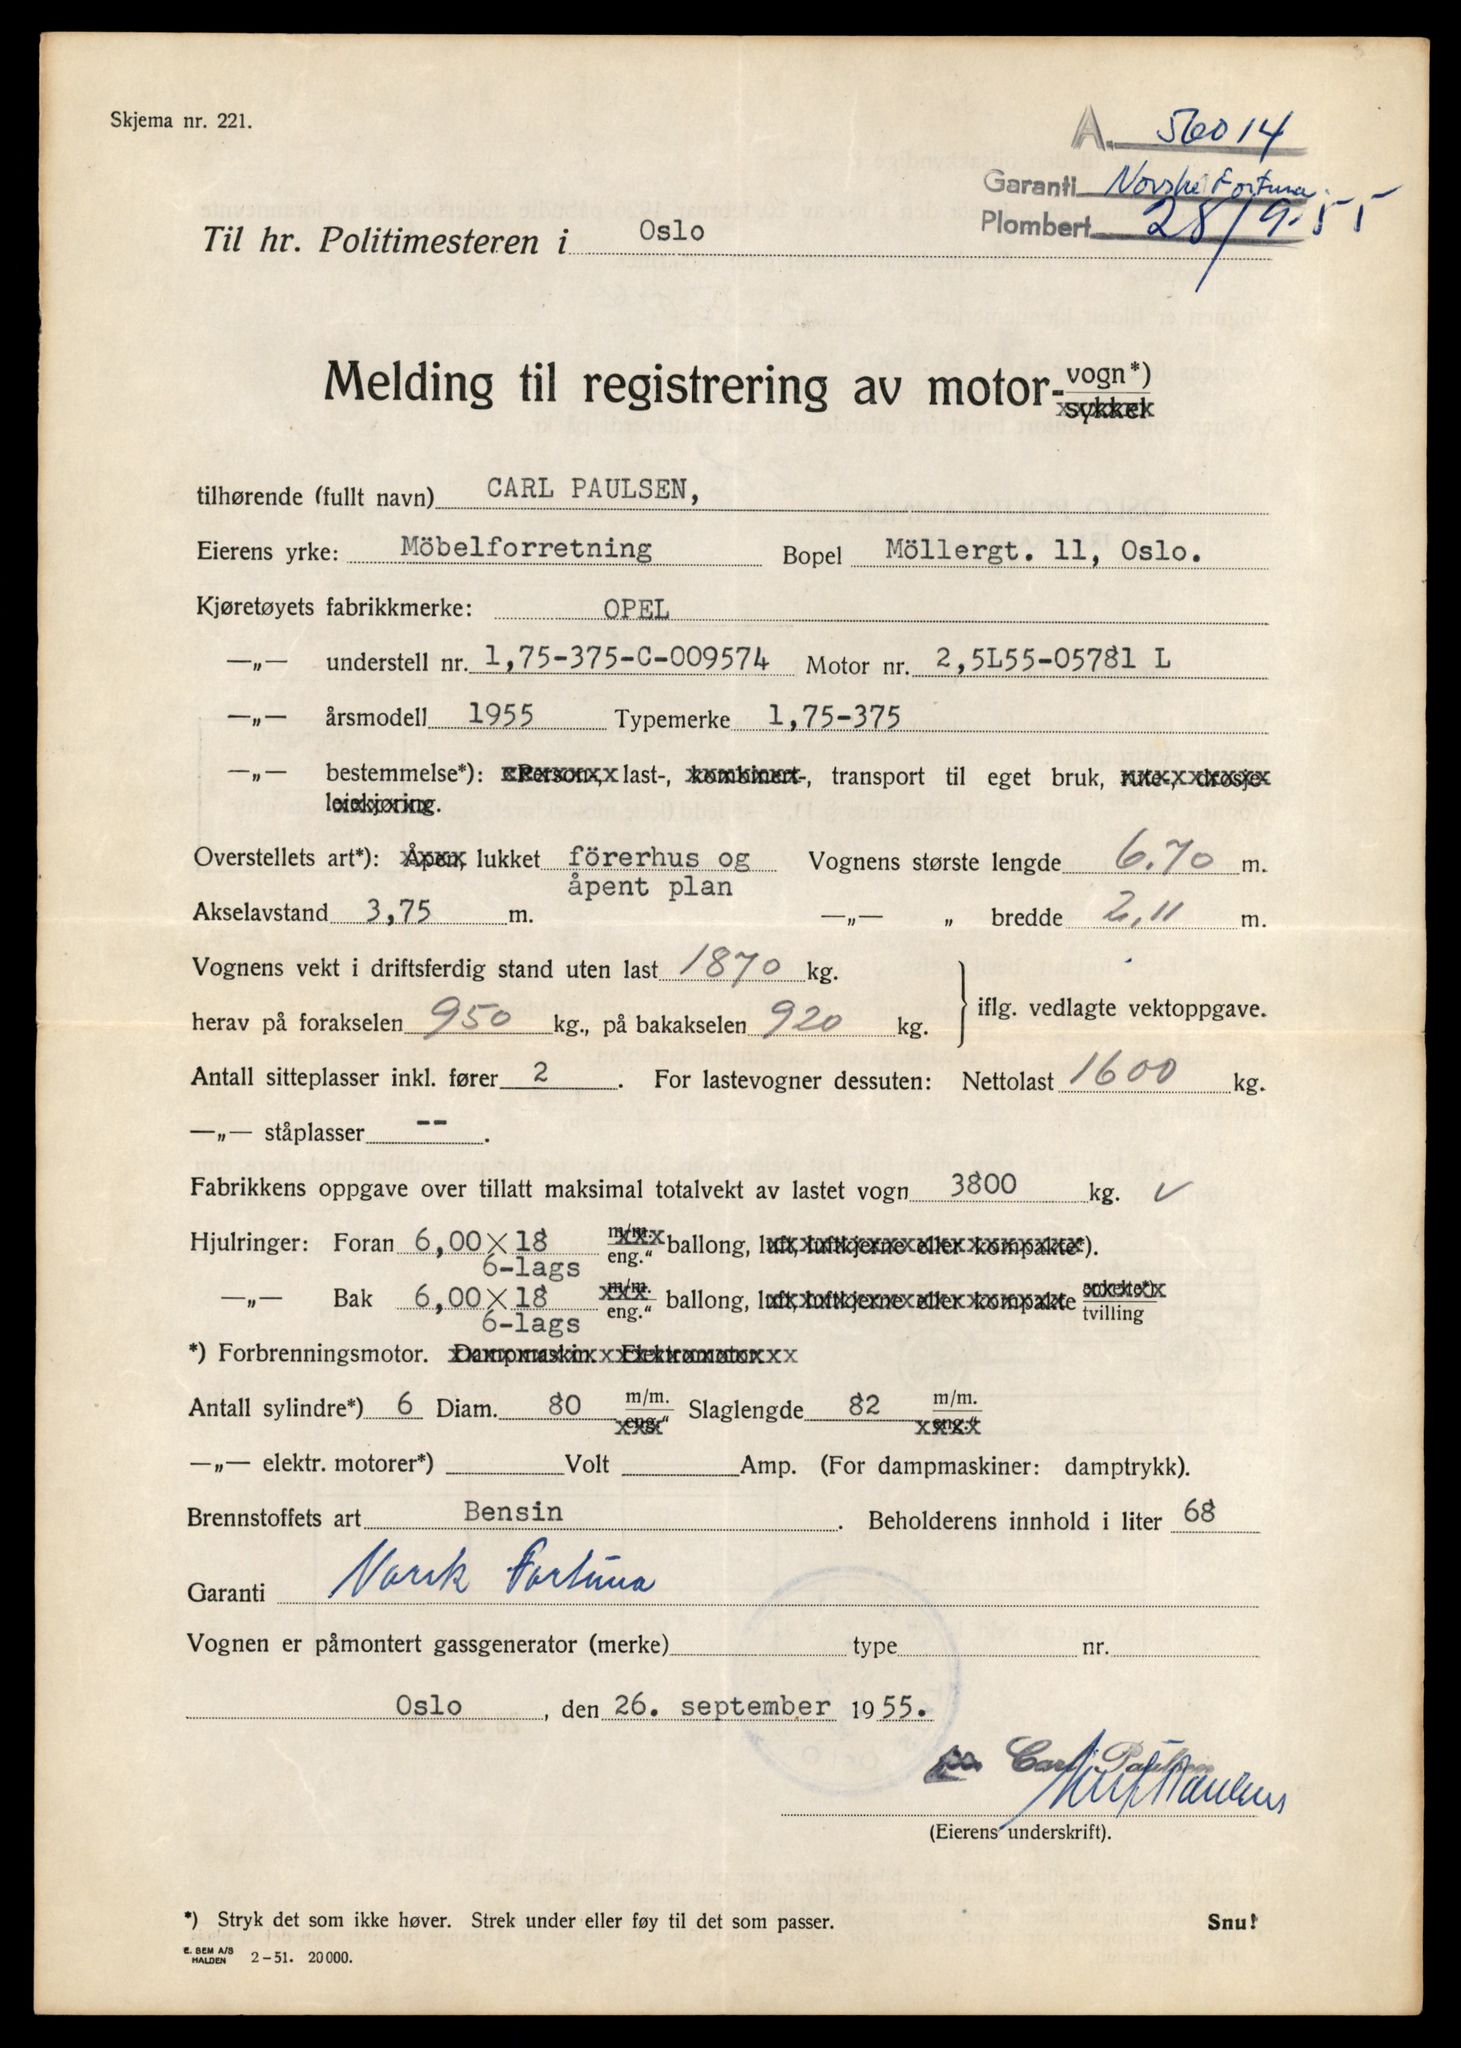 Skjema nr. 221.
A. 56014
Garanti Norske Fortuna
Plombert 28/9-55
Til hr. Politimesteren i Oslo
Melding til registrering av motor-vogn*)
sykkel
tilhørende (fullt navn) CARL PAULSEN,
Eierens yrke: Möbelforretning Bopel Möllergt. 11, Oslo.
Kjøretøyets fabrikkmerke: OPEL
—„— understell nr. 1,75-375-C-009574 Motor nr. 2,5L55-05781 L
—„— årsmodell 1955 Typemerke 1,75-375
—„— bestemmelse*): Person-, last-, kombinert-, transport til eget bruk, rute-, drosje
leiekjøring.
Overstellets art*): Åpen, lukket förerhus og Vognens største lengde 6.70 m.
åpent plan
Akselavstand 3,75 m. —„— „ bredde 2,11 m.
Vognens vekt i driftsferdig stand uten last 1870 kg.
herav på forakselen 950 kg., på bakakselen 920 kg. } iflg. vedlagte vektoppgave.
Antall sitteplasser inkl. fører 2 . For lastevogner dessuten: Nettolast 1600 kg.
—„— ståplasser -- .
Fabrikkens oppgave over tillatt maksimal totalvekt av lastet vogn 3800 kg. ✓
Hjulringer: Foran 6,00 X 18 m/m. eng.“ ballong, luft, luftkjerne eller kompakte*).
6-lags
—„— Bak 6,00 X 18 m/m. eng.“ ballong, luft, luftkjerne eller kompakte enkelte*) tvilling
6-lags
*) Forbrenningsmotor. Dampmaskin. Elektromotor.
Antall sylindre*) 6 Diam. 80 m/m. eng.“ Slaglengde 82 m/m. eng.“
—„— elektr. motorer*) Volt Amp. (For dampmaskiner: damptrykk).
Brennstoffets art Bensin . Beholderens innhold i liter 68
Garanti Norsk Fortuna
Vognen er påmontert gassgenerator (merke) type nr.
Oslo , den 26. september 1955.
Carl Paulsen
(Eierens underskrift).
*) Stryk det som ikke høver. Strek under eller føy til det som passer. Snu!
E. SEM A/S
HALDEN 2–51. 20 000.